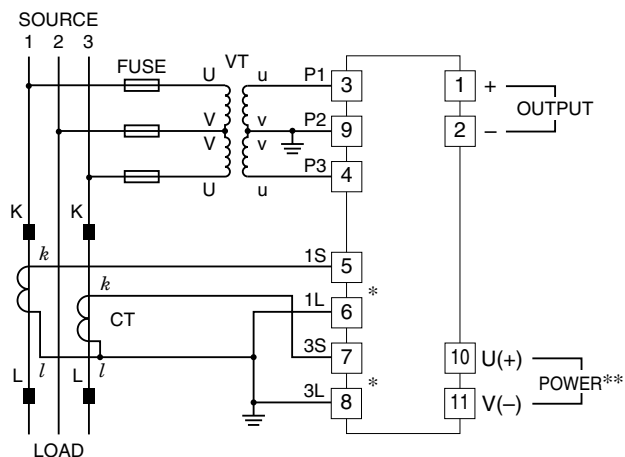 SOURCE
1 2 3
FUSE
VT
U u P1 3
1 +
OUTPUT
V v P2 9
V v
2 −
U u P3 4
K K
k 1S 5
k 1L 6 *
CT
3S 7
10 U(+)
L l L l
POWER**
3L 8 *
11 V(−)
LOAD